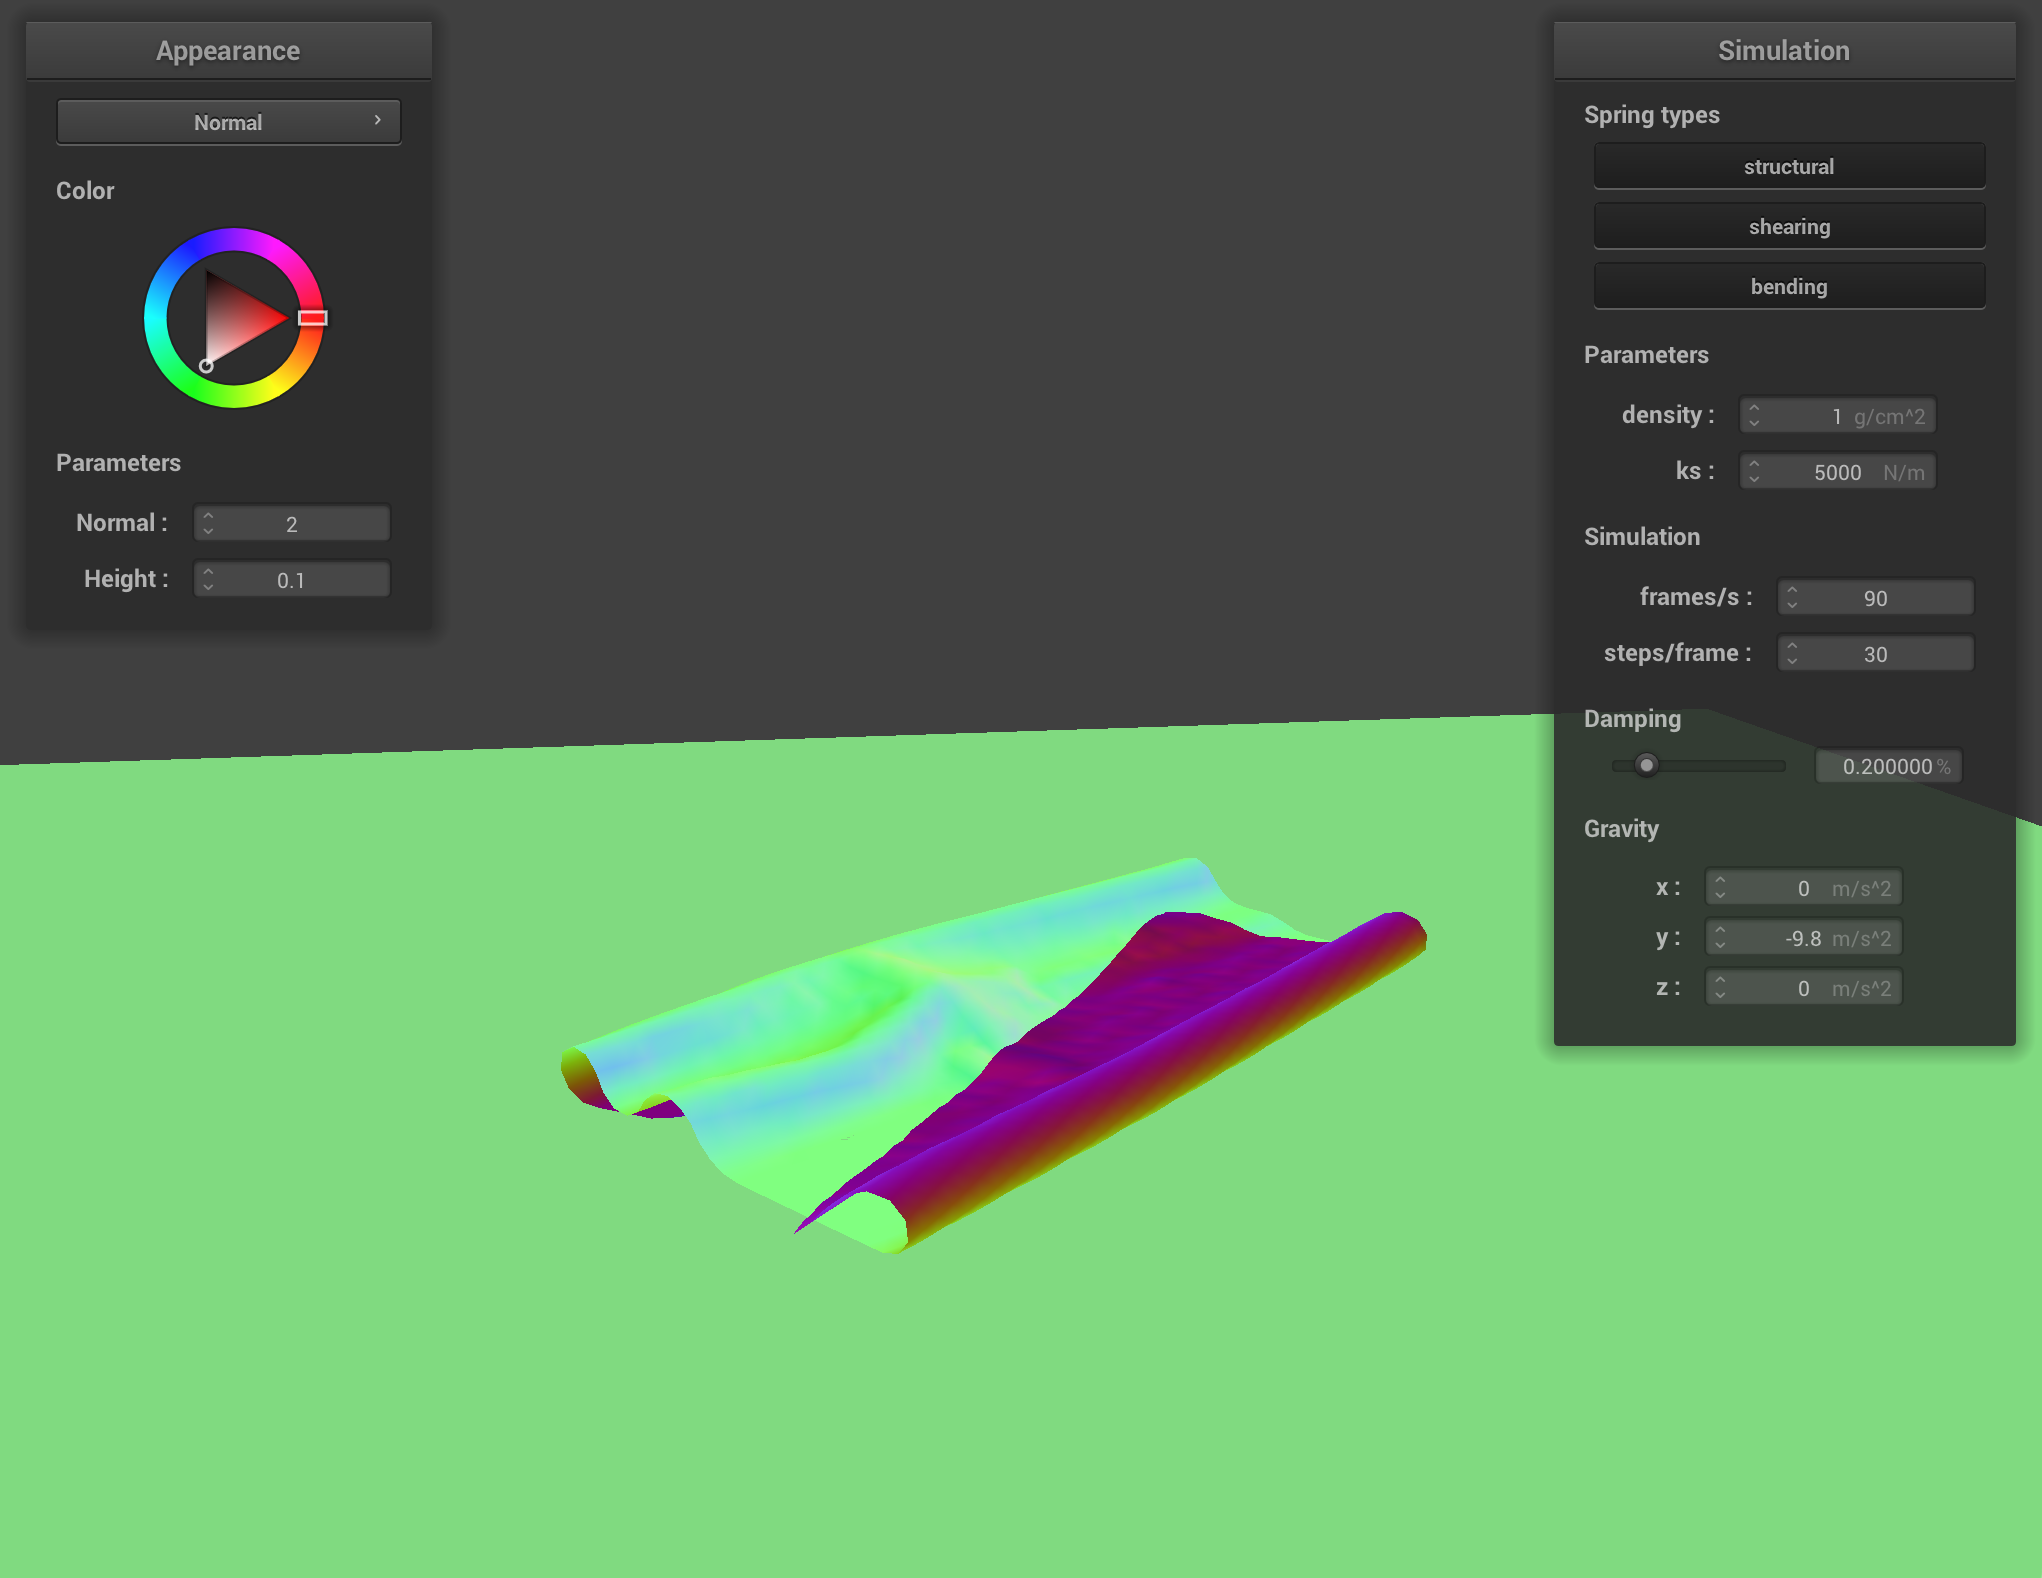 Appearance
Normal
Color
Parameters
Normal : 2
Height : 0.1
Simulation
Spring types
structural
shearing
bending
Parameters
density : 1 g/cm^2
ks : 5000 N/m
Simulation
frames/s : 90
steps/frame : 30
Damping
0.200000 %
Gravity
x : 0 m/s^2
y : -9.8 m/s^2
z : 0 m/s^2